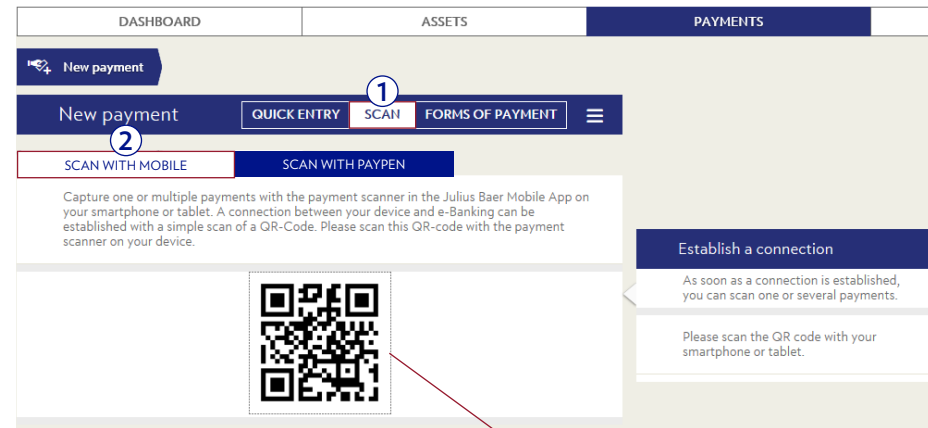 DASHBOARD ASSETS PAYMENTS
New payment
1
New payment QUICK ENTRY SCAN FORMS OF PAYMENT
2
SCAN WITH MOBILE SCAN WITH PAYPEN
Capture one or multiple payments with the payment scanner in the Julius Baer Mobile App on
your smartphone or tablet. A connection between your device and e-Banking can be
established with a simple scan of a QR-Code. Please scan this QR-code with the payment
scanner on your device.
Establish a connection
As soon as a connection is established,
you can scan one or several payments.
Please scan the QR code with your
smartphone or tablet.